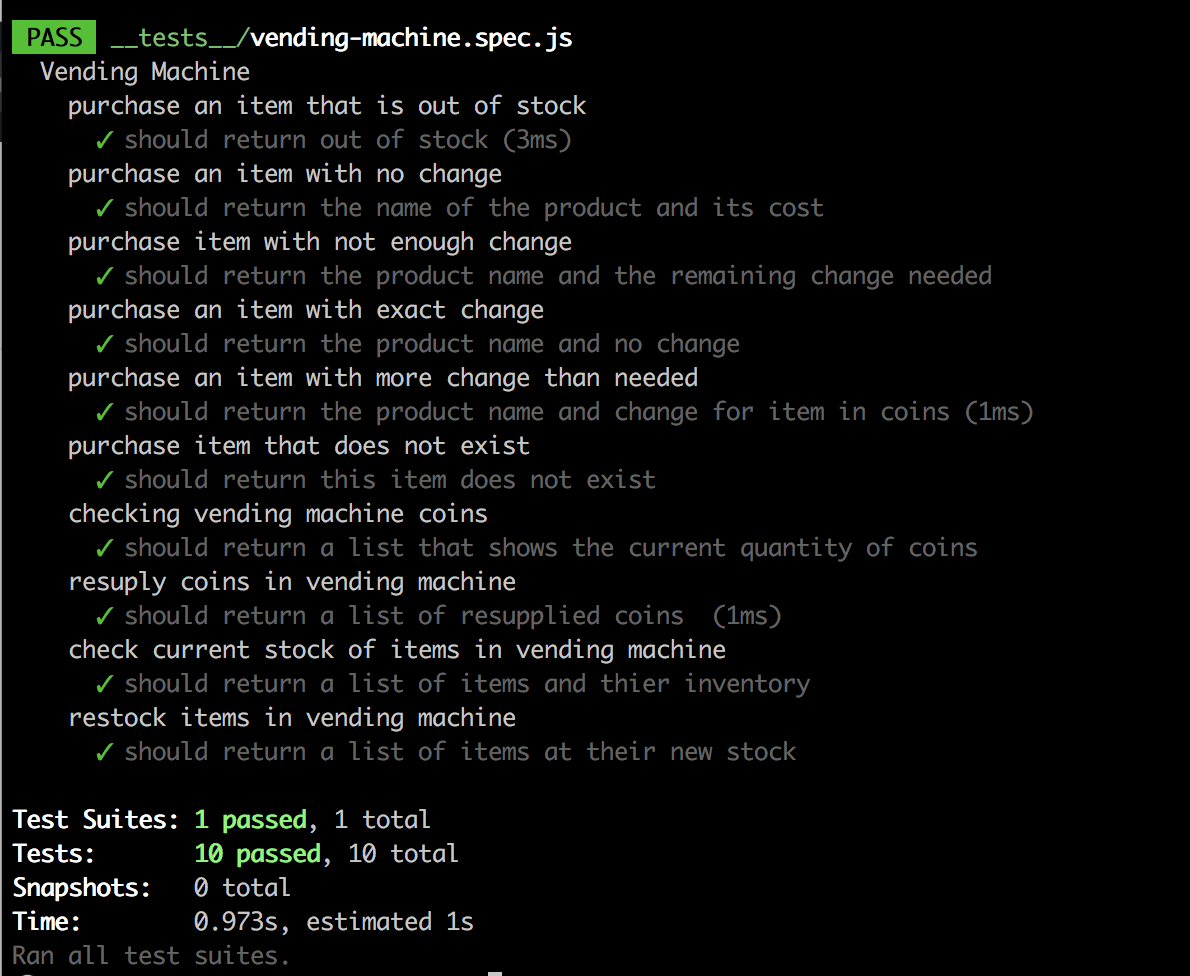 PASS __tests__/vending-machine.spec.js
Vending Machine
purchase an item that is out of stock
✓ should return out of stock (3ms)
purchase an item with no change
✓ should return the name of the product and its cost
purchase item with not enough change
✓ should return the product name and the remaining change needed
purchase an item with exact change
✓ should return the product name and no change
purchase an item with more change than needed
✓ should return the product name and change for item in coins (1ms)
purchase item that does not exist
✓ should return this item does not exist
checking vending machine coins
✓ should return a list that shows the current quantity of coins
resuply coins in vending machine
✓ should return a list of resupplied coins  (1ms)
check current stock of items in vending machine
✓ should return a list of items and thier inventory
restock items in vending machine
✓ should return a list of items at their new stock
Test Suites: 1 passed, 1 total
Tests:       10 passed, 10 total
Snapshots:   0 total
Time:        0.973s, estimated 1s
Ran all test suites.